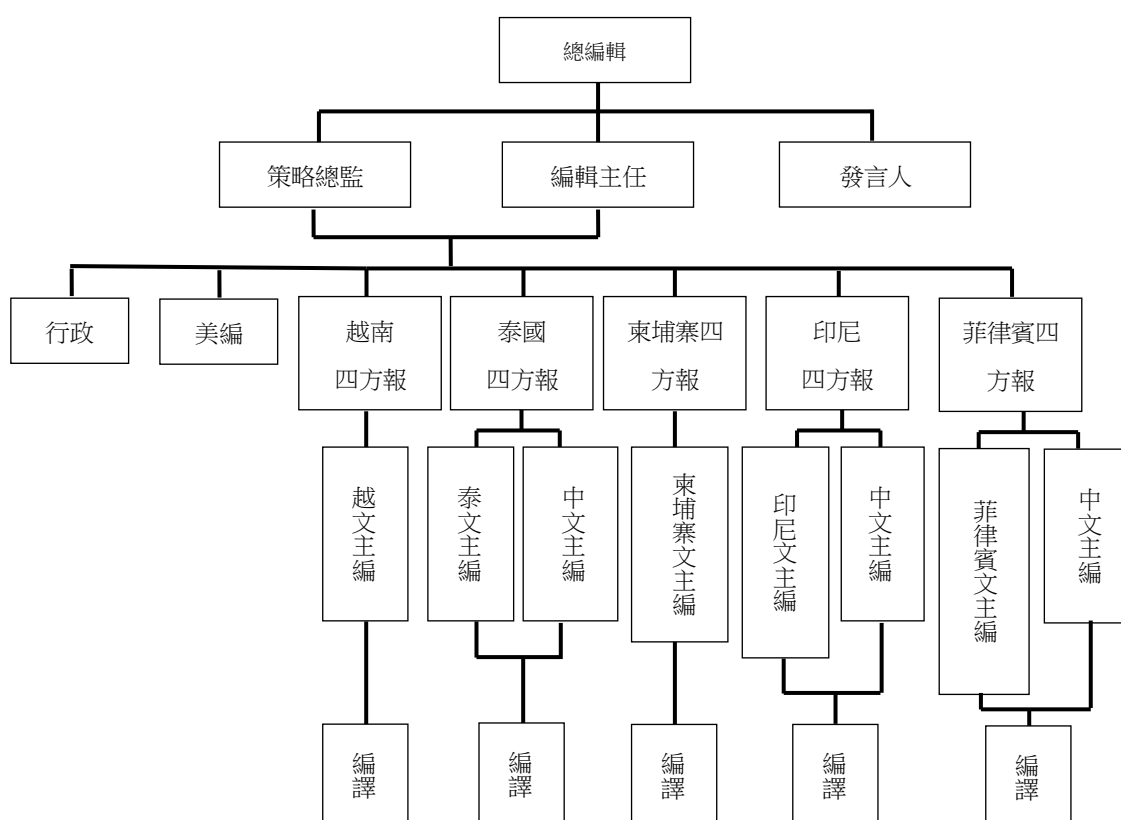 總編輯
策略總監
編輯主任
發言人
行政
美編
越南
四方報
泰國
四方報
柬埔寨四
方報
印尼
四方報
菲律賓四
方報
越文主編
泰文主編
中文主編
柬埔寨文主編
印尼文主編
中文主編
菲律賓文主編
中文主編
編譯
編譯
編譯
編譯
編譯